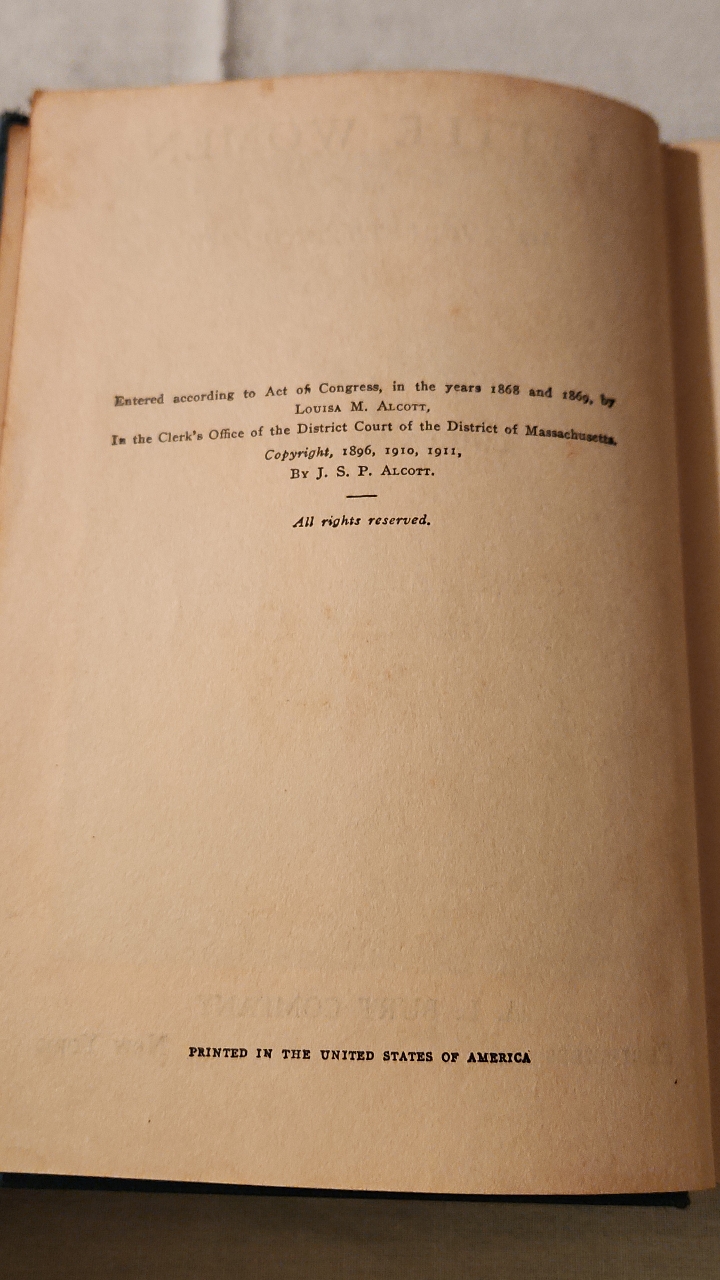 Entered according to Act of Congress, in the years 1868 and 1869, by
LOUISA M. ALCOTT,
In the Clerk's Office of the District Court of the District of Massachusetts.
Copyright, 1896, 1910, 1911,
BY J. S. P. ALCOTT.
All rights reserved.
PRINTED IN THE UNITED STATES OF AMERICA